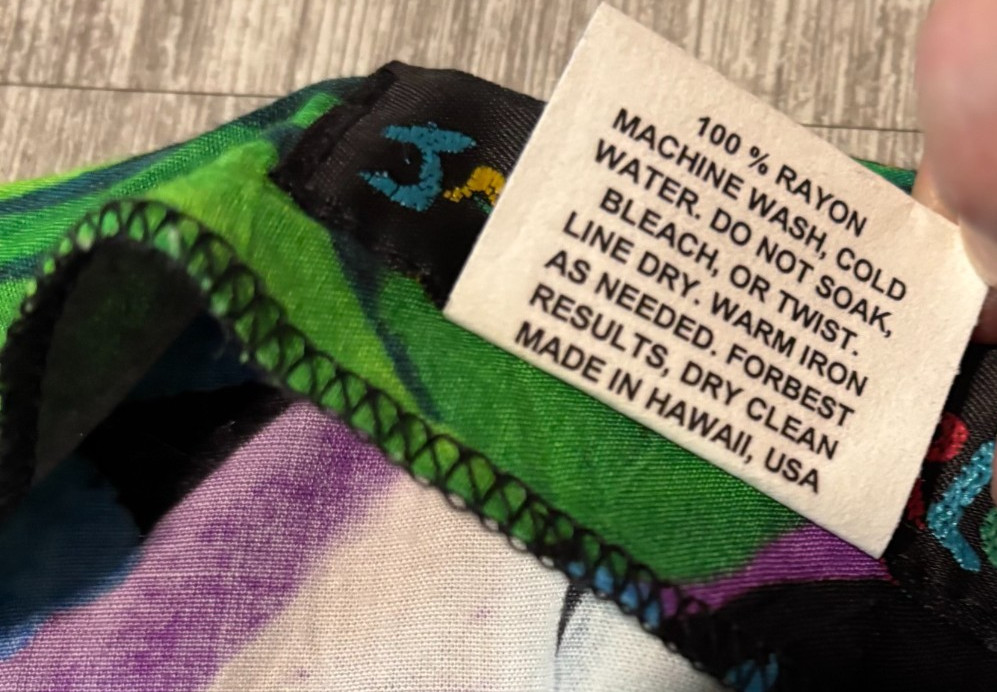 100 % RAYON
MACHINE WASH, COLD
WATER. DO NOT SOAK,
BLEACH, OR TWIST.
LINE DRY. WARM IRON
AS NEEDED. FORBEST
RESULTS, DRY CLEAN
MADE IN HAWAII, USA